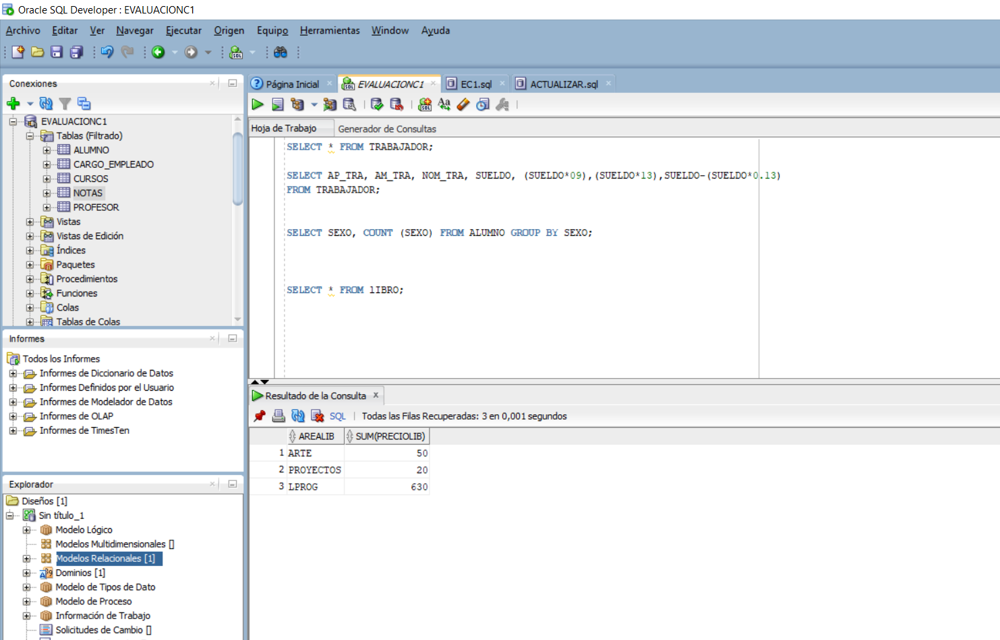 Oracle SQL Developer : EVALUACIONC1
Archivo Editar Ver Navegar Ejecutar Origen Equipo Herramientas Window Ayuda
Conexiones
EVALUACIONC1
Tablas (Filtrado)
ALUMNO
CARGO_EMPLEADO
CURSOS
NOTAS
PROFESOR
Vistas
Vistas de Edición
Índices
Paquetes
Procedimientos
Funciones
Colas
Tablas de Colas
Informes
Todos los Informes
Informes de Diccionario de Datos
Informes Definidos por el Usuario
Informes de Modelador de Datos
Informes de OLAP
Informes de TimesTen
Explorador
Diseños [1]
Sin título_1
Modelo Lógico
Modelos Multidimensionales []
Modelos Relacionales [1]
Dominios [1]
Modelo de Tipos de Dato
Modelo de Proceso
Información de Trabajo
Solicitudes de Cambio []
Página Inicial EVALUACIONC1 EC1.sql ACTUALIZAR.sql
Hoja de Trabajo Generador de Consultas
SELECT * FROM TRABAJADOR;
SELECT AP_TRA, AM_TRA, NOM_TRA, SUELDO, (SUELDO*09),(SUELDO*13),SUELDO-(SUELDO*0.13)
FROM TRABAJADOR;
SELECT SEXO, COUNT (SEXO) FROM ALUMNO GROUP BY SEXO;
SELECT * FROM lIBRO;
Resultado de la Consulta
SQL | Todas las Filas Recuperadas: 3 en 0,001 segundos
AREALIB SUM(PRECIOLIB)
1 ARTE 50
2 PROYECTOS 20
3 LPROG 630